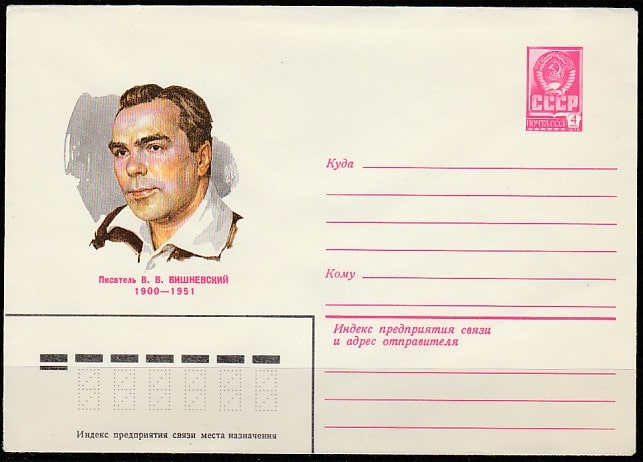 СССР
ПОЧТА СССР 4
Куда
Писатель В. В. ВИШНЕВСКИЙ
1900—1951
Кому
Индекс предприятия связи
и адрес отправителя
Индекс предприятия связи места назначения